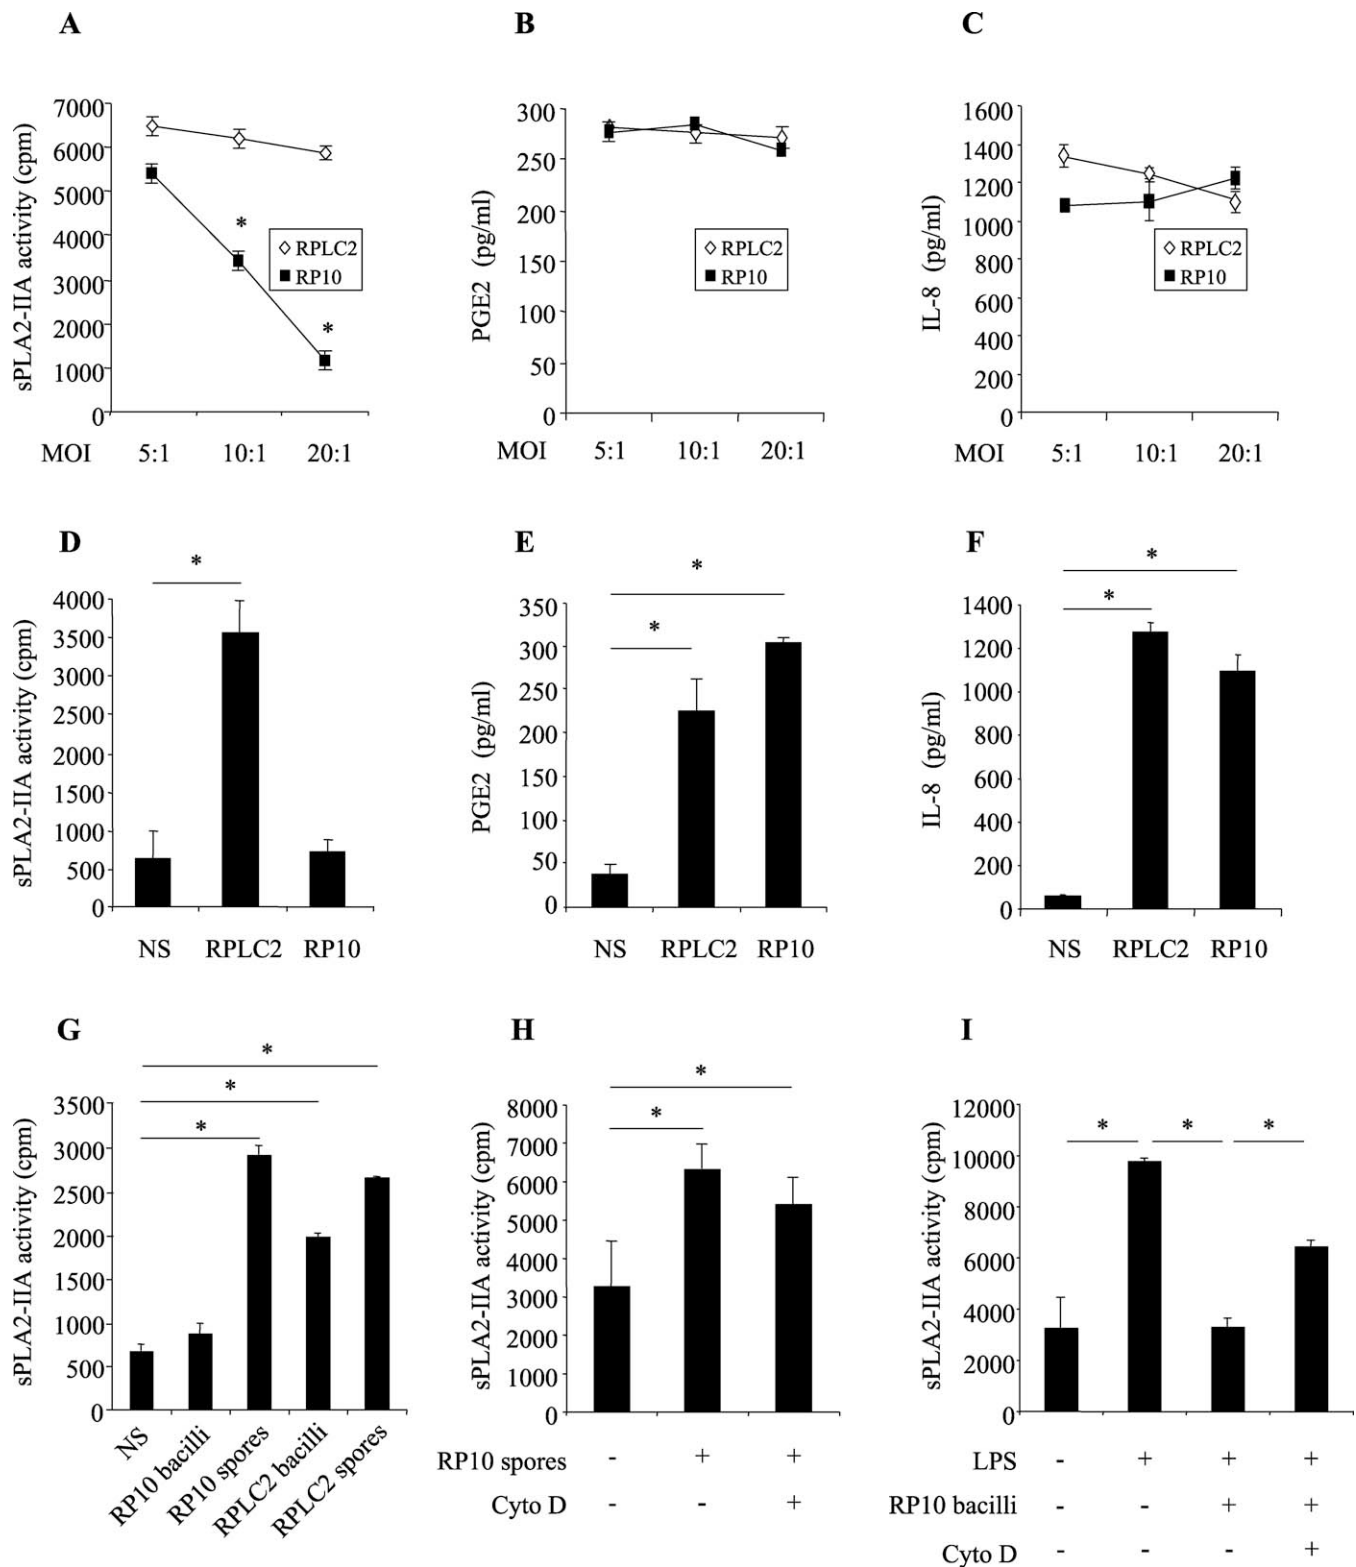 A
B
C
sPLA2-IIA activity (cpm)
7000
6000
5000
4000
3000
2000
1000
0
*
*
RPLC2
RP10
MOI 5:1 10:1 20:1
PGE2 (pg/ml)
300
250
200
150
100
50
0
RPLC2
RP10
MOI 5:1 10:1 20:1
IL-8 (pg/ml)
1600
1400
1200
1000
800
600
400
200
0
RPLC2
RP10
MOI 5:1 10:1 20:1
D
E
F
sPLA2-IIA activity (cpm)
4000
3500
3000
2500
2000
1500
1000
500
0
*
NS RPLC2 RP10
PGE2 (pg/ml)
350
300
250
200
150
100
50
0
*
*
NS RPLC2 RP10
IL-8 (pg/ml)
1400
1200
1000
800
600
400
200
0
*
*
NS RPLC2 RP10
G
H
I
sPLA2-IIA activity (cpm)
3500
3000
2500
2000
1500
1000
500
0
*
*
*
NS
RP10 bacilli
RP10 spores
RPLC2 bacilli
RPLC2 spores
sPLA2-IIA activity (cpm)
8000
7000
6000
5000
4000
3000
2000
1000
0
*
*
RP10 spores - + +
Cyto D - - +
sPLA2-IIA activity (cpm)
12000
10000
8000
6000
4000
2000
0
* * *
LPS - + + +
RP10 bacilli - - + +
Cyto D - - - +